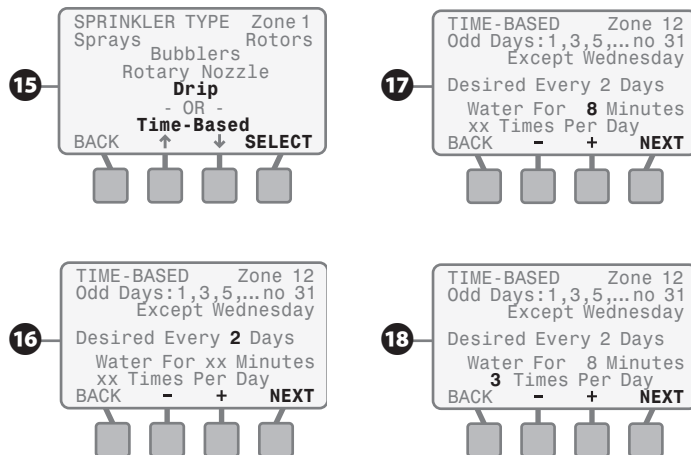 15
SPRINKLER TYPE Zone 1
Sprays Rotors
Bubblers
Rotary Nozzle
Drip
- OR -
Time-Based
BACK ↑ ↓ SELECT
16
TIME-BASED Zone 12
Odd Days:1,3,5,...no 31
Except Wednesday
Desired Every 2 Days
Water For xx Minutes
xx Times Per Day
BACK - + NEXT
17
TIME-BASED Zone 12
Odd Days:1,3,5,...no 31
Except Wednesday
Desired Every 2 Days
Water For 8 Minutes
xx Times Per Day
BACK - + NEXT
18
TIME-BASED Zone 12
Odd Days:1,3,5,...no 31
Except Wednesday
Desired Every 2 Days
Water For 8 Minutes
3 Times Per Day
BACK - + NEXT